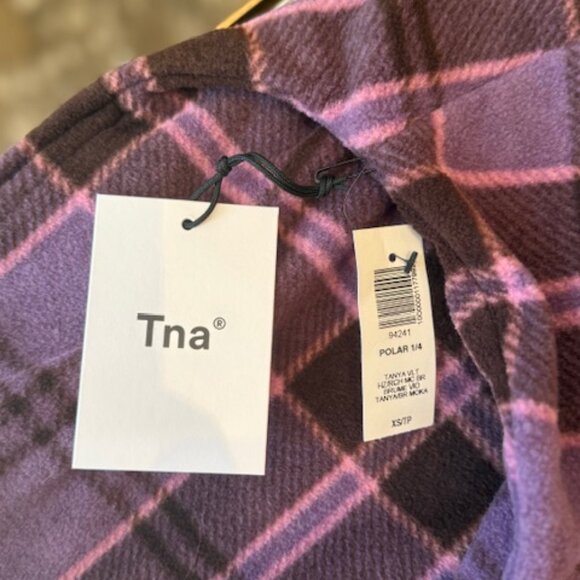 Tna®
94241
POLAR 1/4
TANYA VLT
HZ/RCH MC BR
BRUME VIO
TANYA/BR MOKA
XS/TP